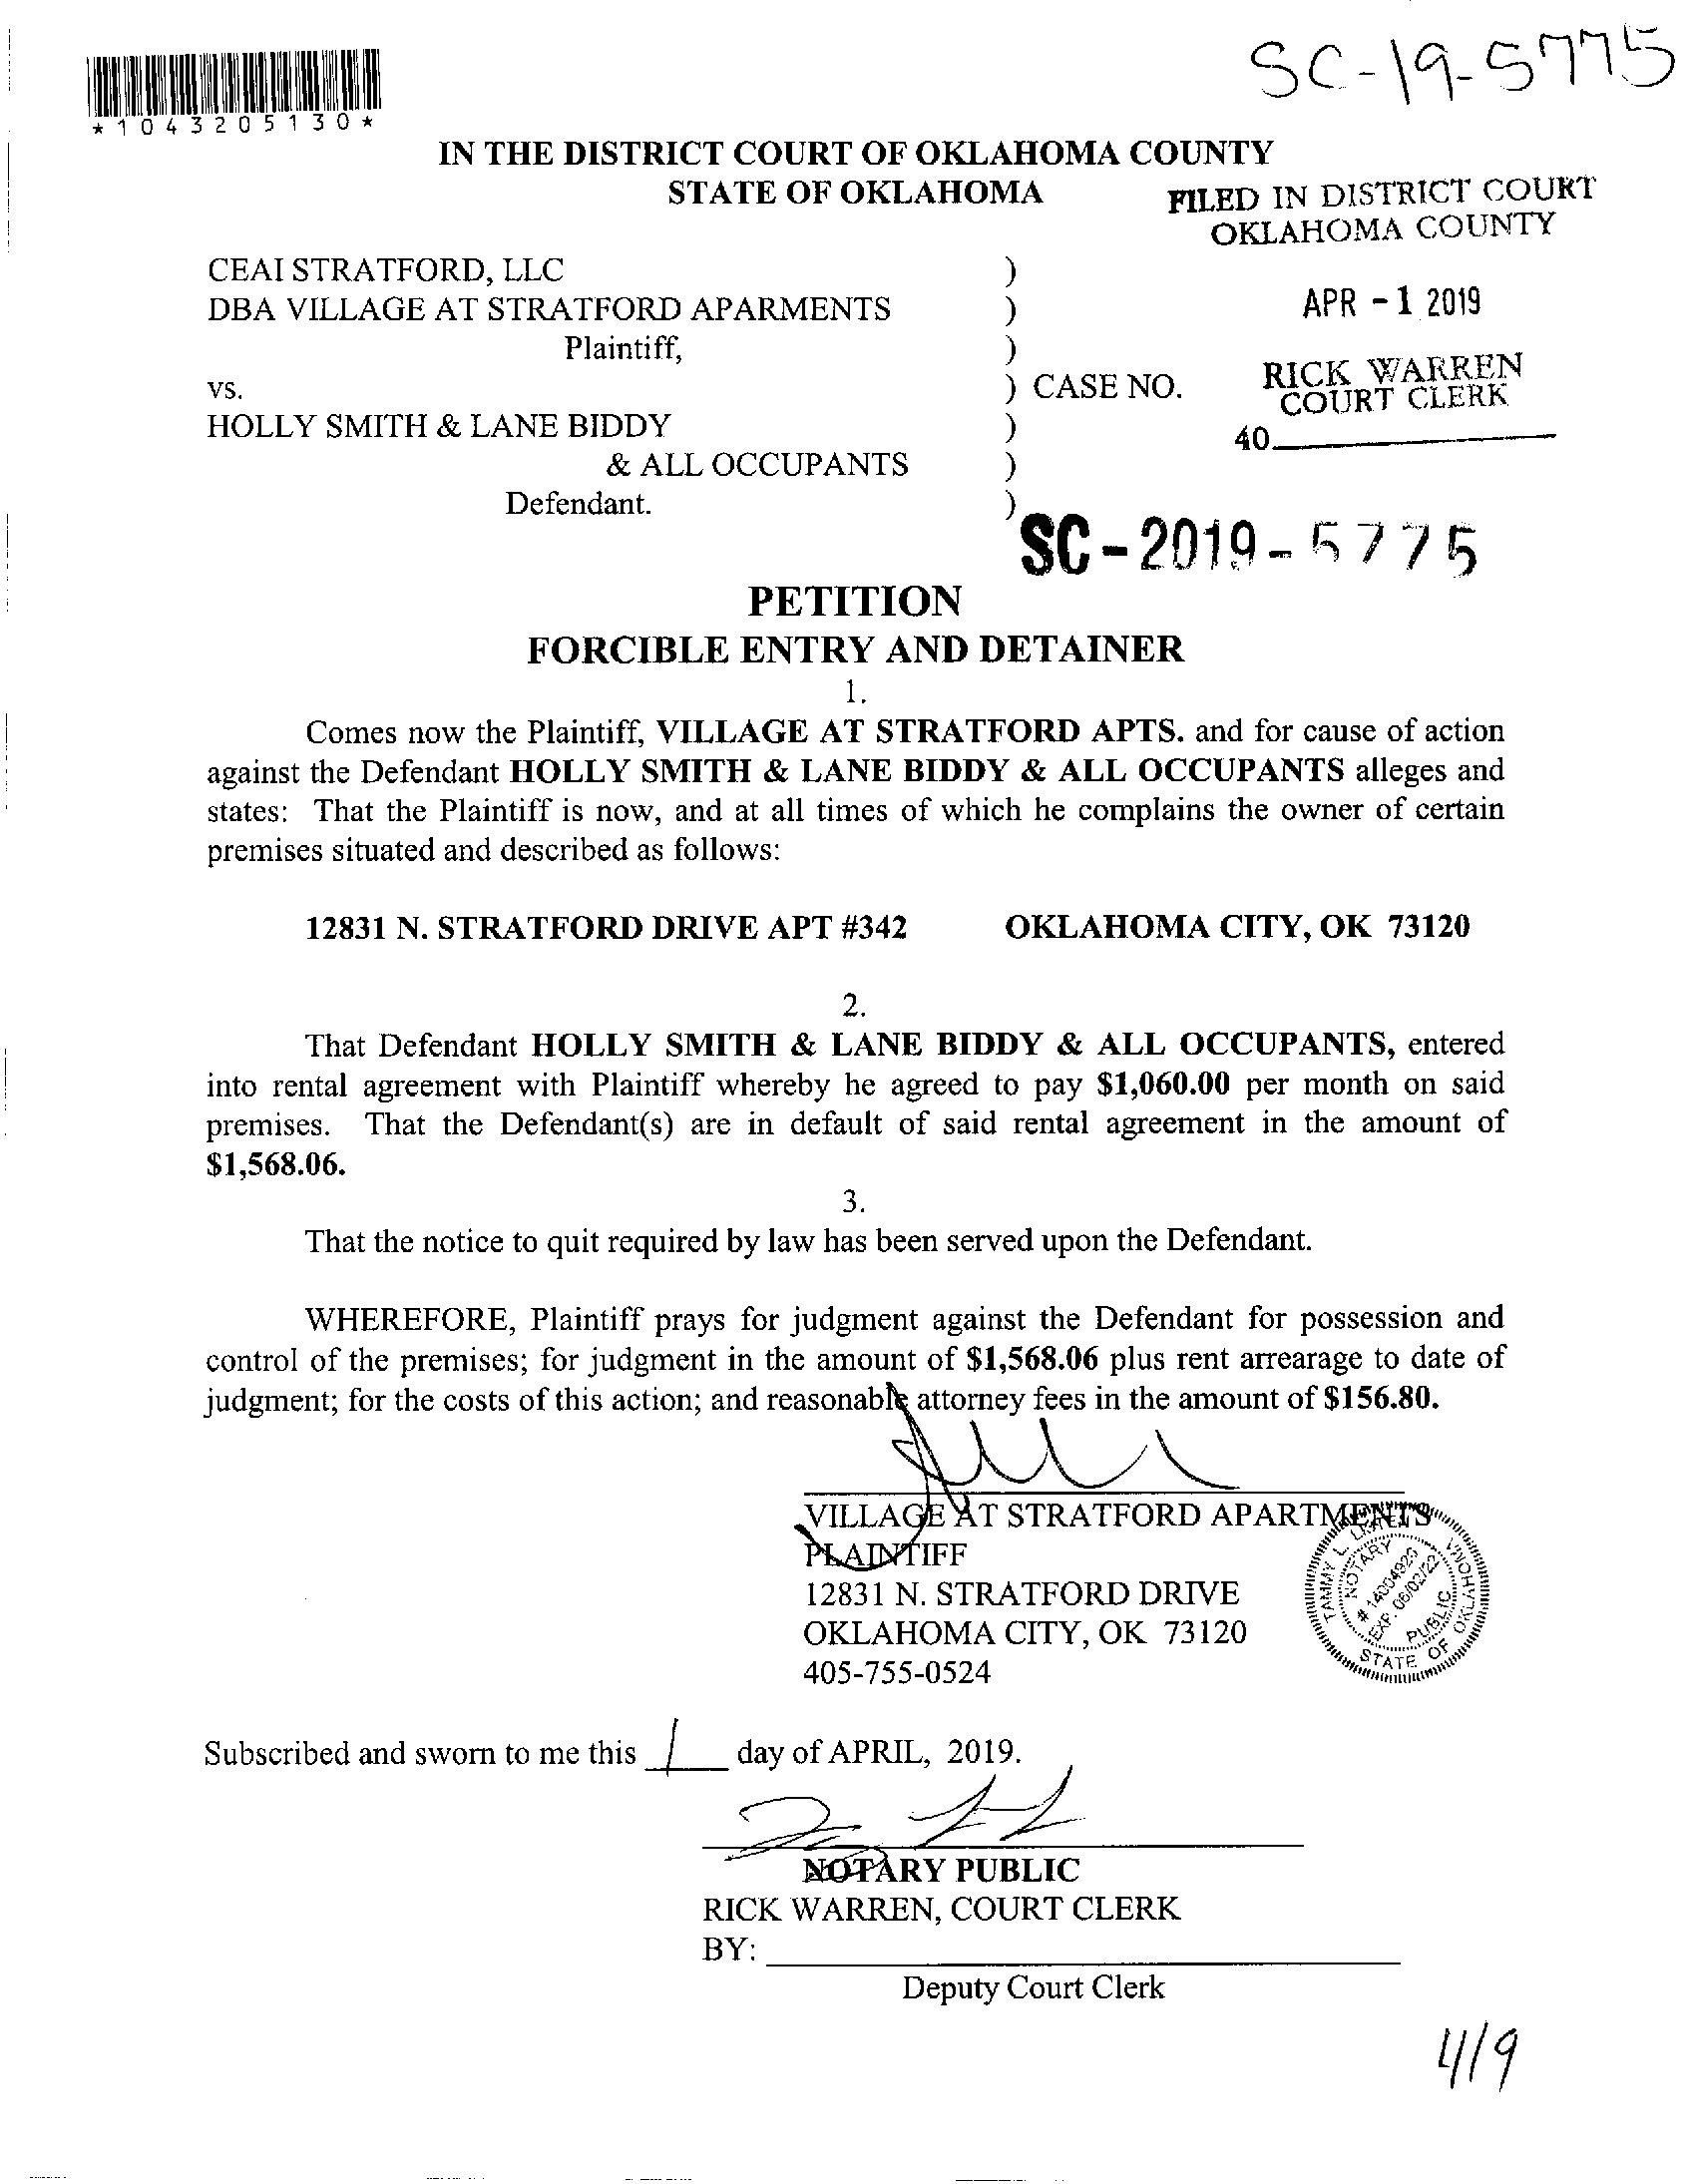 SC-19-5775
*1043205130*
IN THE DISTRICT COURT OF OKLAHOMA COUNTY
STATE OF OKLAHOMA
FILED IN DISTRICT COURT
OKLAHOMA COUNTY
CEAI STRATFORD, LLC )
DBA VILLAGE AT STRATFORD APARMENTS )
APR -1 2019
Plaintiff, )
vs. ) CASE NO.
RICK WARREN
COURT CLERK
HOLLY SMITH & LANE BIDDY )
40
& ALL OCCUPANTS )
Defendant. )
SC-2019-5775
PETITION
FORCIBLE ENTRY AND DETAINER
1.
Comes now the Plaintiff, VILLAGE AT STRATFORD APTS. and for cause of action
against the Defendant HOLLY SMITH & LANE BIDDY & ALL OCCUPANTS alleges and
states: That the Plaintiff is now, and at all times of which he complains the owner of certain
premises situated and described as follows:
12831 N. STRATFORD DRIVE APT #342 OKLAHOMA CITY, OK 73120
2.
That Defendant HOLLY SMITH & LANE BIDDY & ALL OCCUPANTS, entered
into rental agreement with Plaintiff whereby he agreed to pay $1,060.00 per month on said
premises. That the Defendant(s) are in default of said rental agreement in the amount of
$1,568.06.
3.
That the notice to quit required by law has been served upon the Defendant.
WHEREFORE, Plaintiff prays for judgment against the Defendant for possession and
control of the premises; for judgment in the amount of $1,568.06 plus rent arrearage to date of
judgment; for the costs of this action; and reasonable attorney fees in the amount of $156.80.
VILLAGE AT STRATFORD APARTMENTS
PLAINTIFF
12831 N. STRATFORD DRIVE
OKLAHOMA CITY, OK 73120
405-755-0524
TAMMY L.
NOTARY
# 14004926
EXP. 06/02/22
PUBLIC
STATE OF OKLAHOMA
Subscribed and sworn to me this 1 day of APRIL, 2019.
NOTARY PUBLIC
RICK WARREN, COURT CLERK
BY:
Deputy Court Clerk
4/9